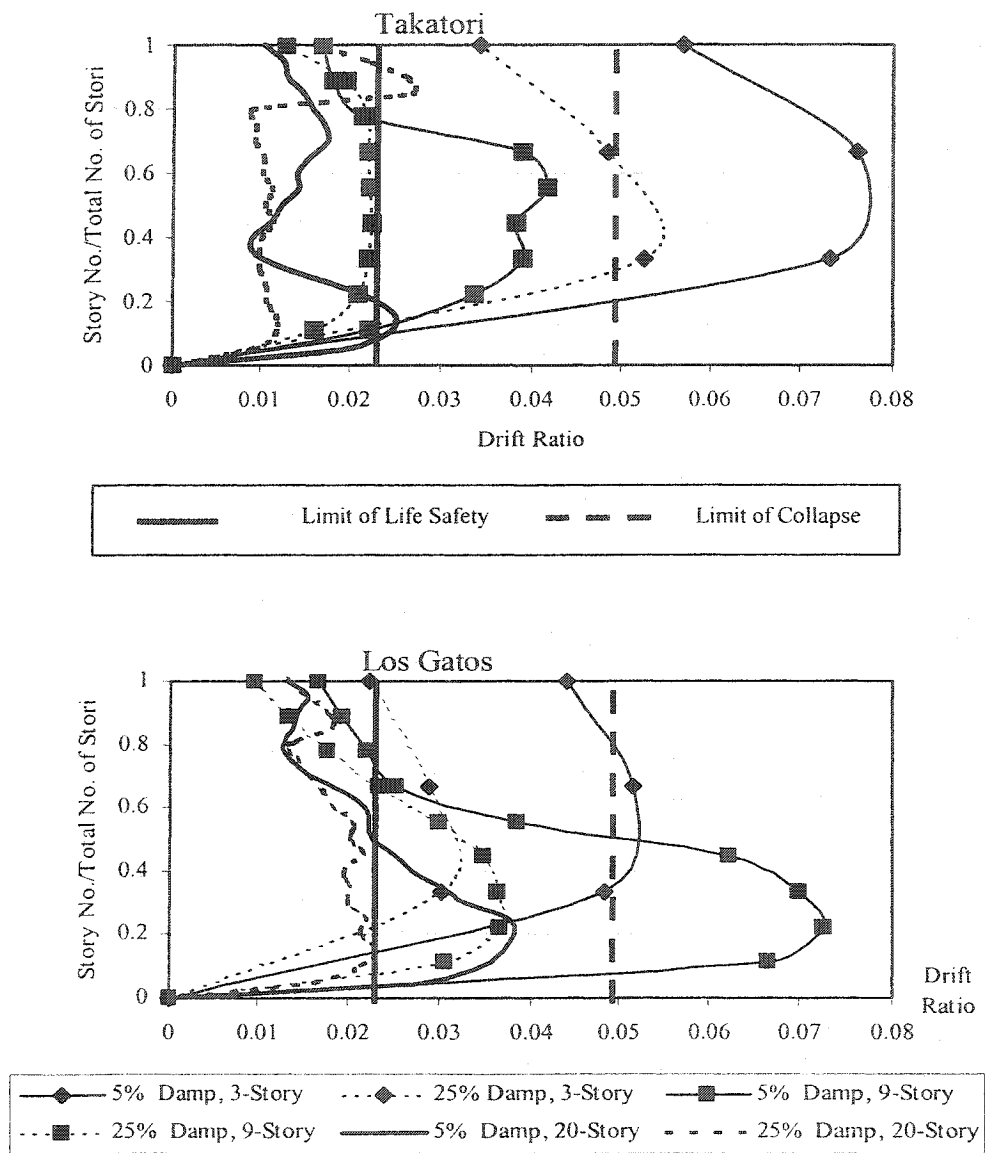 Takatori
Story No./Total No. of Stori
1
0.8
0.6
0.4
0.2
0
0 0.01 0.02 0.03 0.04 0.05 0.06 0.07 0.08
Drift Ratio
Limit of Life Safety Limit of Collapse
Los Gatos
Story No./Total No. of Stori
1
0.8
0.6
0.4
0.2
0
0 0.01 0.02 0.03 0.04 0.05 0.06 0.07 0.08
Drift
Ratio
5% Damp, 3-Story 25% Damp, 3-Story 5% Damp, 9-Story
25% Damp, 9-Story 5% Damp, 20-Story 25% Damp, 20-Story